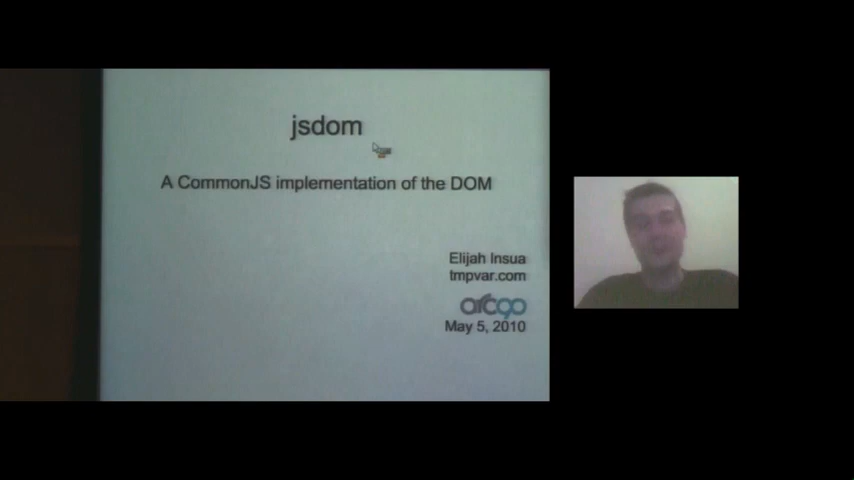 jsdom
A CommonJS implementation of the DOM
Elijah Insua
tmpvar.com
arc90
May 5, 2010